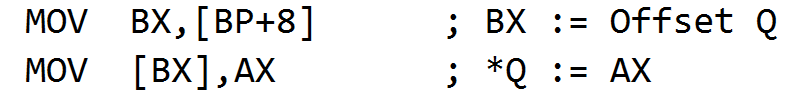 MOV  BX,[BP+8]       ; BX := Offset Q
MOV  [BX],AX         ; *Q := AX